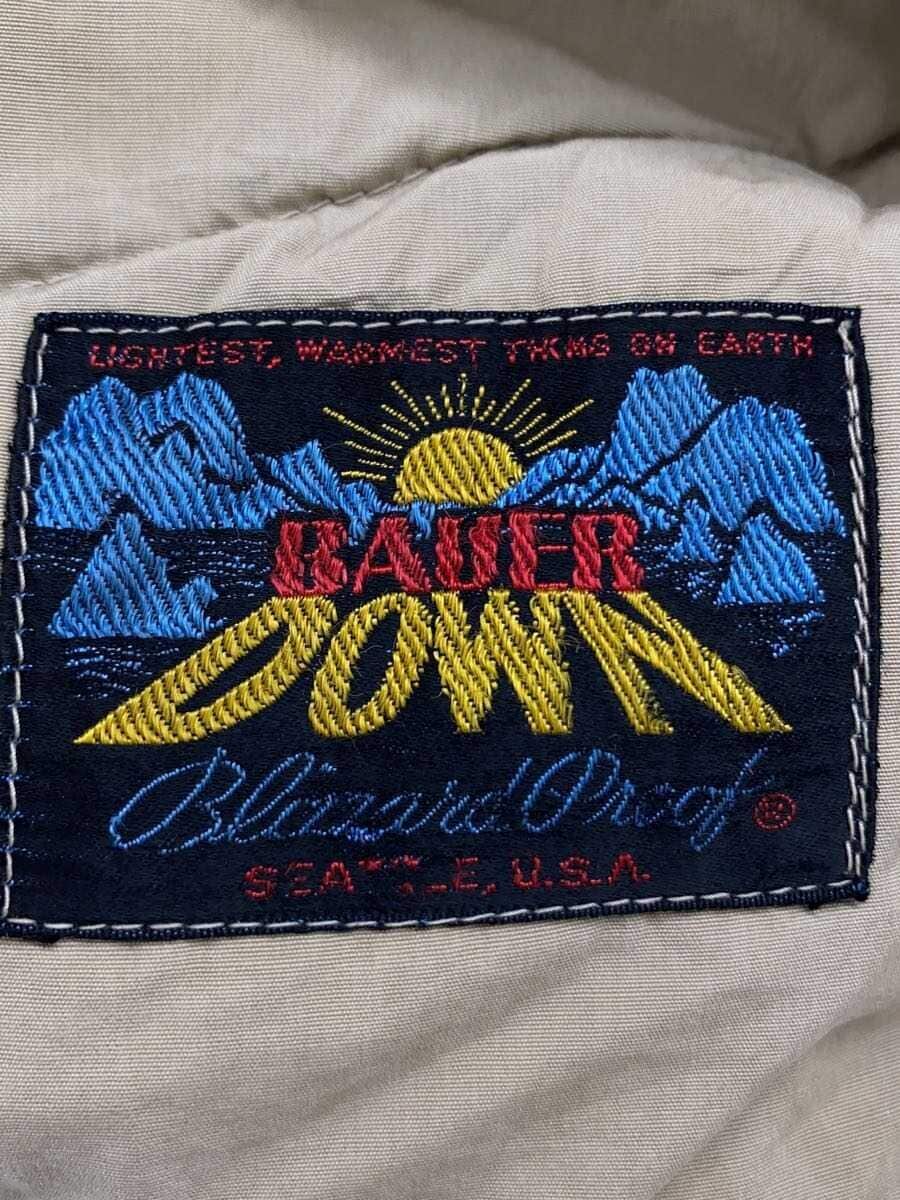 LIGHTEST, WARMEST THING ON EARTH
BAUER
DOWN
Blizzard Proof ®
SEATTLE, U.S.A.